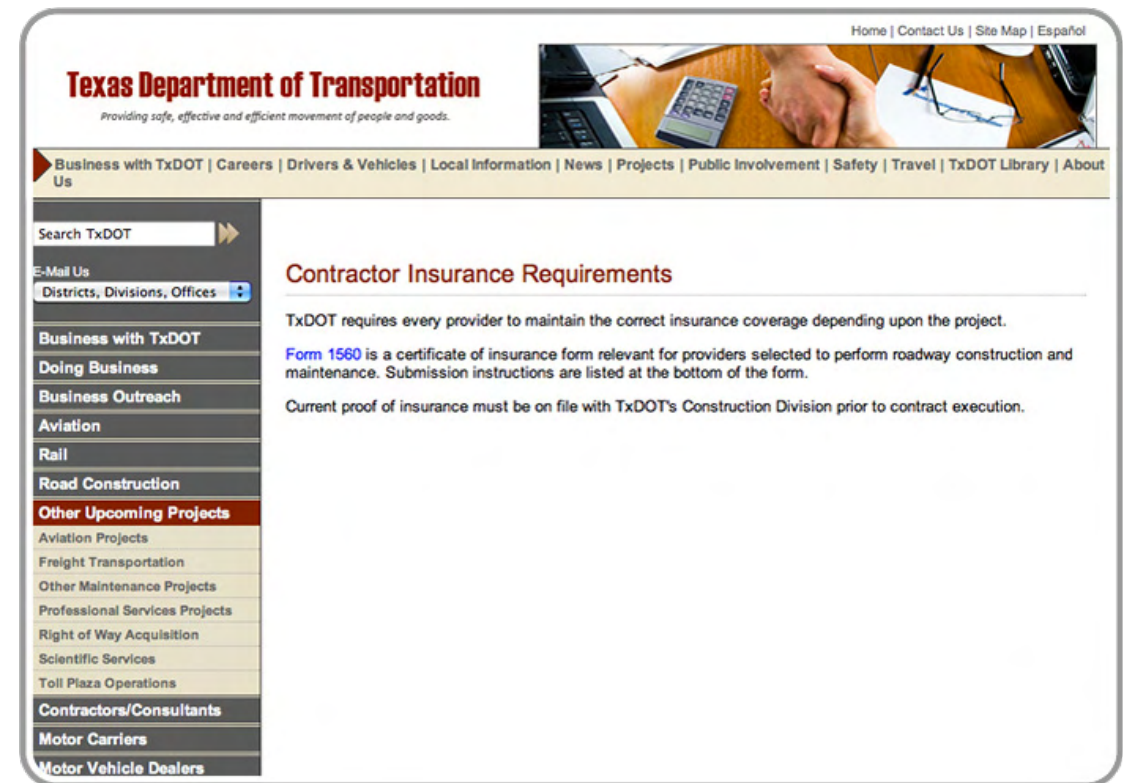 Home | Contact Us | Site Map | Español
Texas Department of Transportation
Providing safe, effective and efficient movement of people and goods.
Business with TxDOT | Careers | Drivers & Vehicles | Local Information | News | Projects | Public Involvement | Safety | Travel | TxDOT Library | About
Us
Search TxDOT
E-Mail Us
Districts, Divisions, Offices
Business with TxDOT
Doing Business
Business Outreach
Aviation
Rail
Road Construction
Other Upcoming Projects
Aviation Projects
Freight Transportation
Other Maintenance Projects
Professional Services Projects
Right of Way Acquisition
Scientific Services
Toll Plaza Operations
Contractors/Consultants
Motor Carriers
Motor Vehicle Dealers
Contractor Insurance Requirements
TxDOT requires every provider to maintain the correct insurance coverage depending upon the project.
Form 1560 is a certificate of insurance form relevant for providers selected to perform roadway construction and
maintenance. Submission instructions are listed at the bottom of the form.
Current proof of insurance must be on file with TxDOT's Construction Division prior to contract execution.